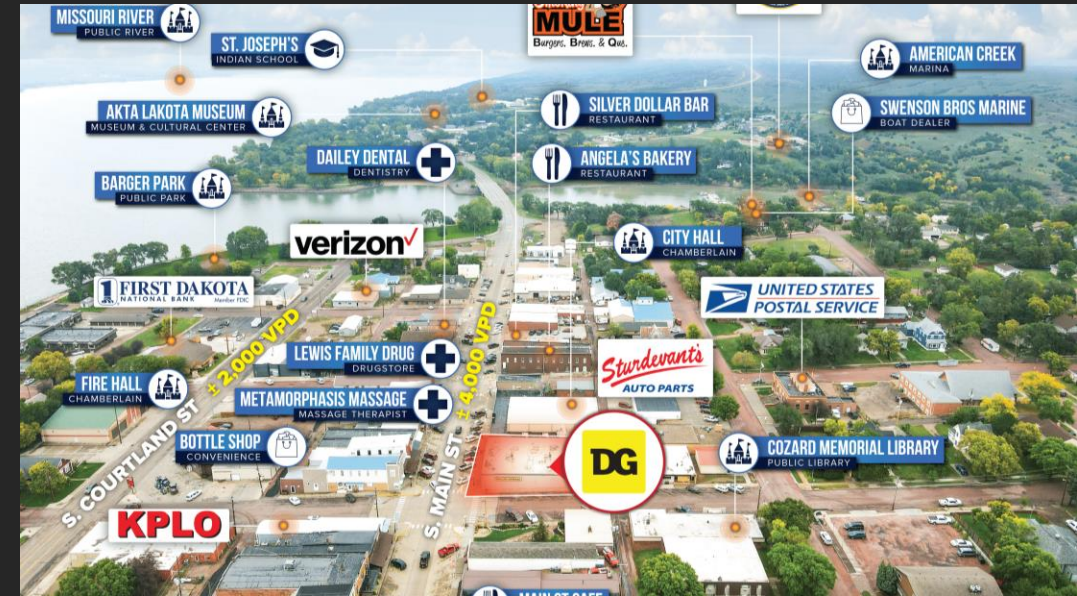 MISSOURI RIVER
PUBLIC RIVER
ST. JOSEPH'S
INDIAN SCHOOL
MULE
Burgers. Brews. & Ques.
AMERICAN CREEK
MARINA
AKTA LAKOTA MUSEUM
MUSEUM & CULTURAL CENTER
SILVER DOLLAR BAR
RESTAURANT
SWENSON BROS MARINE
BOAT DEALER
DAILEY DENTAL
DENTISTRY
ANGELA'S BAKERY
RESTAURANT
BARGER PARK
PUBLIC PARK
verizon
CITY HALL
CHAMBERLAIN
1 FIRST DAKOTA
NATIONAL BANK Member FDIC
UNITED STATES
POSTAL SERVICE
± 2,000 VPD
± 4,000 VPD
LEWIS FAMILY DRUG
DRUGSTORE
Sturdevant's
AUTO PARTS
FIRE HALL
CHAMBERLAIN
METAMORPHASIS MASSAGE
MASSAGE THERAPIST
BOTTLE SHOP
CONVENIENCE
S. COURTLAND ST
S. MAIN ST
DG
COZARD MEMORIAL LIBRARY
PUBLIC LIBRARY
KPLO
MAIN ST CAFE